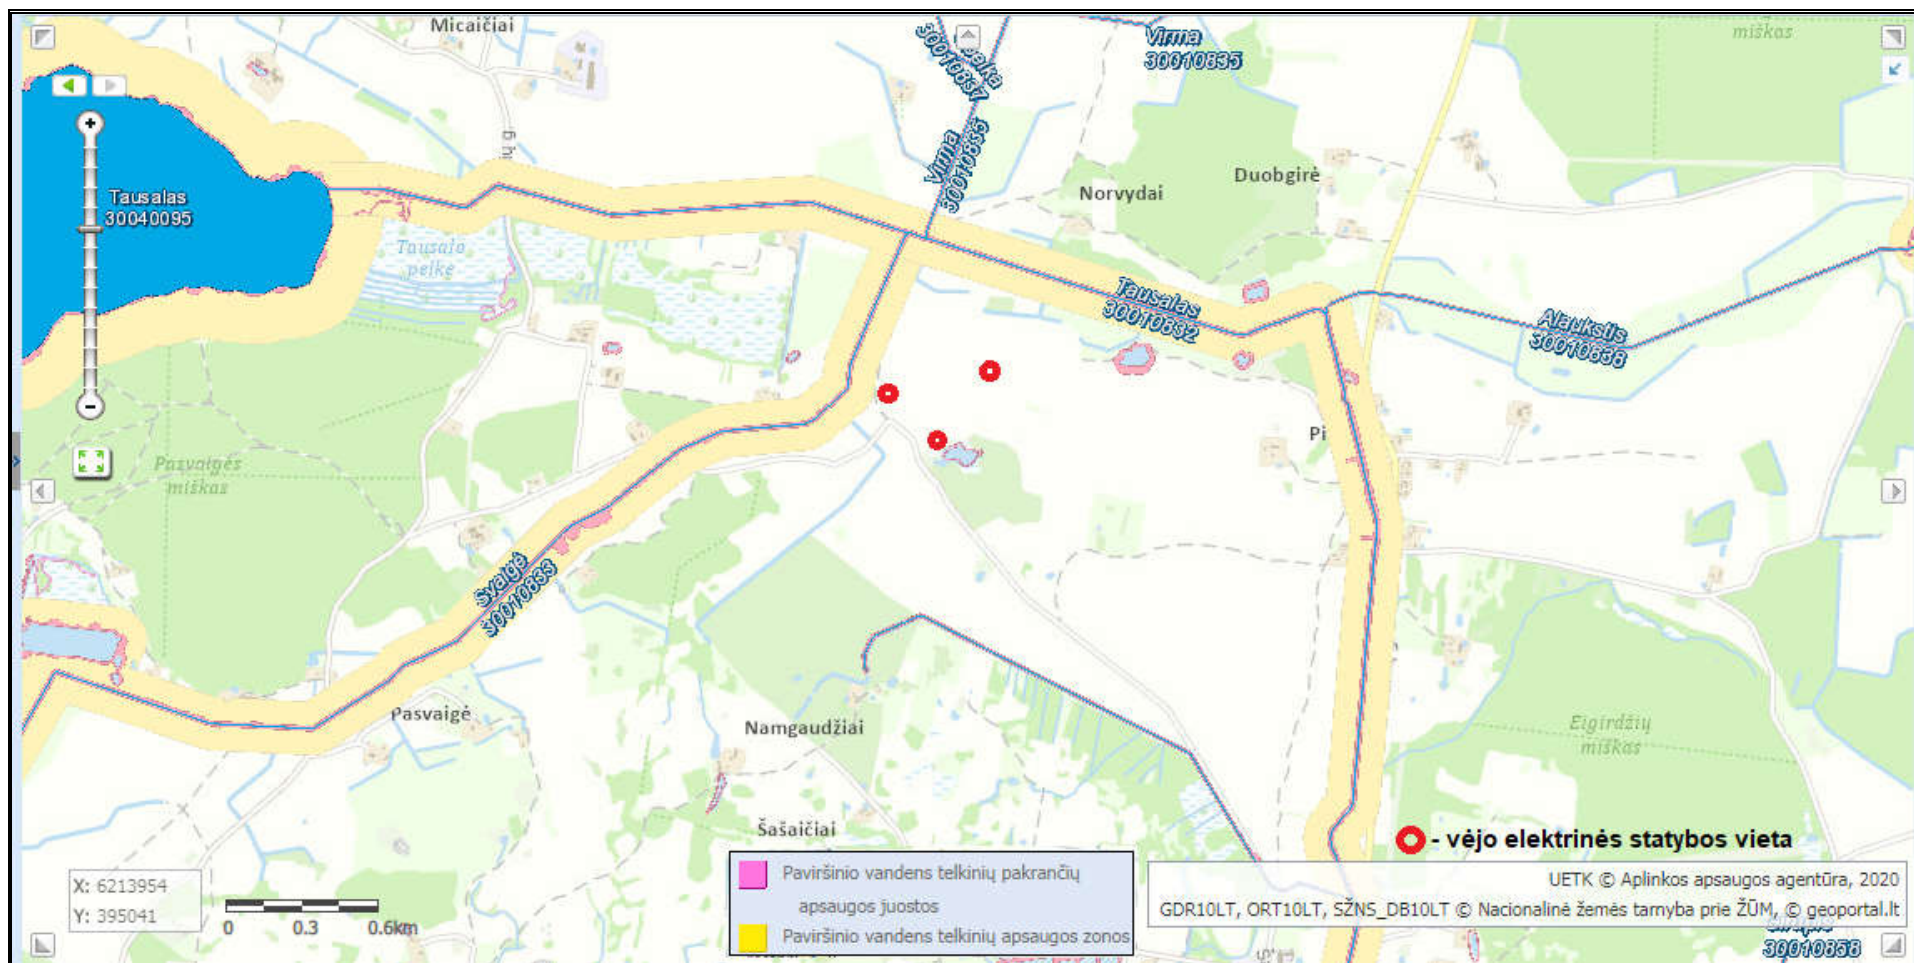 Micaičiai
Virma
30010835
miškas
30010837
Virma
30010835
Tausalas
30040095
Tausalo
pelkė
Norvydai
Duobgirė
Tausalas
30010832
Alaukstis
30010838
Pi
Pasvaigės
miškas
Svaigė
30010833
Pasvaigė
Namgaudžiai
Eigirdžių
miškas
Šašaičiai
- vėjo elektrinės statybos vieta
X: 6213954
Y: 395041
0 0.3 0.6km
Paviršinio vandens telkinių pakrančių
apsaugos juostos
Paviršinio vandens telkinių apsaugos zonos
UETK © Aplinkos apsaugos agentūra, 2020
GDR10LT, ORT10LT, SŽNS_DB10LT © Nacionalinė žemės tarnyba prie ŽŪM, © geoportal.lt
30010858